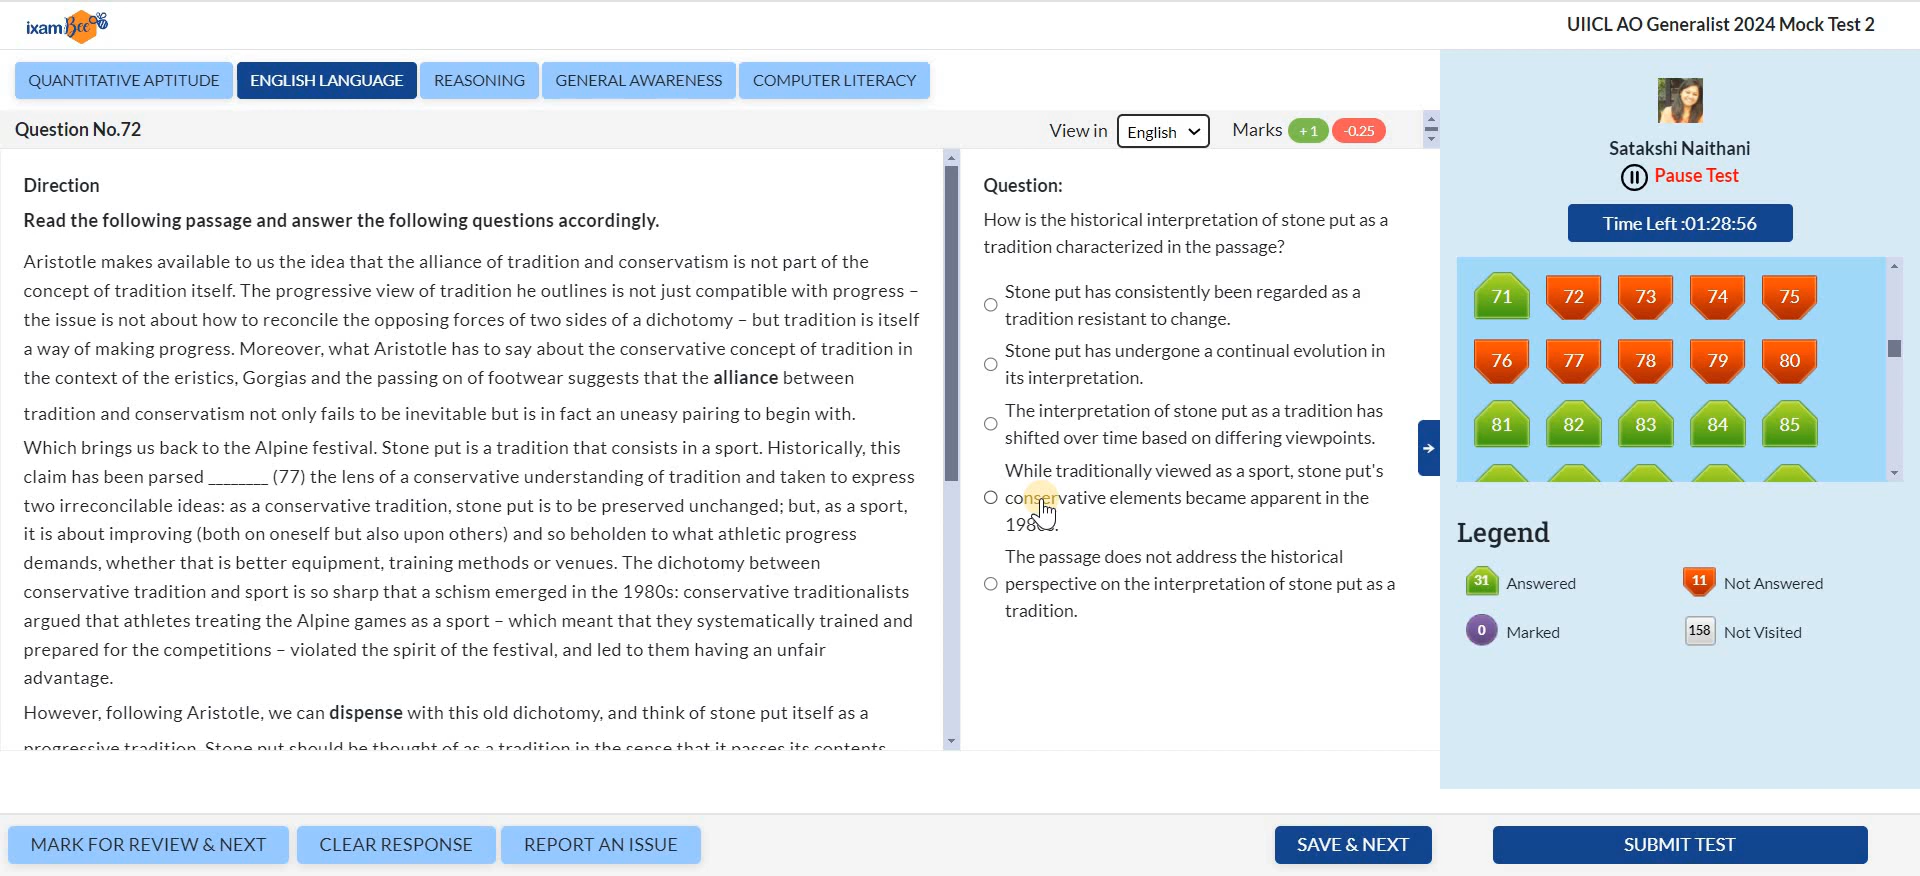 ixamBee
UIICL AO Generalist 2024 Mock Test 2
QUANTITATIVE APTITUDE
ENGLISH LANGUAGE
REASONING
GENERAL AWARENESS
COMPUTER LITERACY
Question No.72
View in
English
Marks
+1
-0.25
Direction
Read the following passage and answer the following questions accordingly.
Aristotle makes available to us the idea that the alliance of tradition and conservatism is not part of the
concept of tradition itself. The progressive view of tradition he outlines is not just compatible with progress –
the issue is not about how to reconcile the opposing forces of two sides of a dichotomy – but tradition is itself
a way of making progress. Moreover, what Aristotle has to say about the conservative concept of tradition in
the context of the eristics, Gorgias and the passing on of footwear suggests that the alliance between
tradition and conservatism not only fails to be inevitable but is in fact an uneasy pairing to begin with.
Which brings us back to the Alpine festival. Stone put is a tradition that consists in a sport. Historically, this
claim has been parsed ________ (77) the lens of a conservative understanding of tradition and taken to express
two irreconcilable ideas: as a conservative tradition, stone put is to be preserved unchanged; but, as a sport,
it is about improving (both on oneself but also upon others) and so beholden to what athletic progress
demands, whether that is better equipment, training methods or venues. The dichotomy between
conservative tradition and sport is so sharp that a schism emerged in the 1980s: conservative traditionalists
argued that athletes treating the Alpine games as a sport – which meant that they systematically trained and
prepared for the competitions – violated the spirit of the festival, and led to them having an unfair
advantage.
However, following Aristotle, we can dispense with this old dichotomy, and think of stone put itself as a
progressive tradition. Stone put should be thought of as a tradition in the sense that it passes its contents
Question:
How is the historical interpretation of stone put as a
tradition characterized in the passage?
Stone put has consistently been regarded as a
tradition resistant to change.
Stone put has undergone a continual evolution in
its interpretation.
The interpretation of stone put as a tradition has
shifted over time based on differing viewpoints.
While traditionally viewed as a sport, stone put's
conservative elements became apparent in the
1980s.
The passage does not address the historical
perspective on the interpretation of stone put as a
tradition.
Satakshi Naithani
Pause Test
Time Left :01:28:56
71 72 73 74 75
76 77 78 79 80
81 82 83 84 85
Legend
31 Answered
11 Not Answered
0 Marked
158 Not Visited
MARK FOR REVIEW & NEXT
CLEAR RESPONSE
REPORT AN ISSUE
SAVE & NEXT
SUBMIT TEST